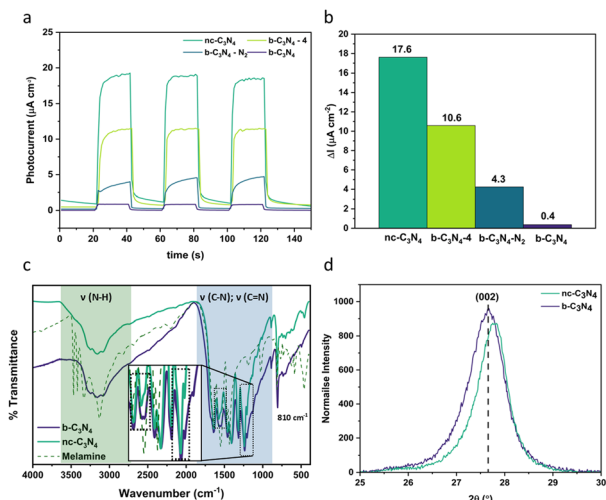 a
nc-C₃N₄
b-C₃N₄ - 4
b-C₃N₄ - N₂
b-C₃N₄
Photocurrent (µA cm⁻²)
25
20
15
10
5
0
0 20 40 60 80 100 120 140
time (s)
b
ΔI (µA cm⁻²)
20
18
16
14
12
10
8
6
4
2
0
17.6
10.6
4.3
0.4
nc-C₃N₄ b-C₃N₄-4 b-C₃N₄-N₂ b-C₃N₄
c
ν (N-H)
ν (C-N); ν (C=N)
% Transmittance
b-C₃N₄
nc-C₃N₄
Melamine
810 cm⁻¹
4000 3500 3000 2500 2000 1500 1000 500
Wavenumber (cm⁻¹)
d
(002)
nc-C₃N₄
b-C₃N₄
Normalise Intensity
1000
800
600
400
200
0
25 26 27 28 29 30
2θ (°)